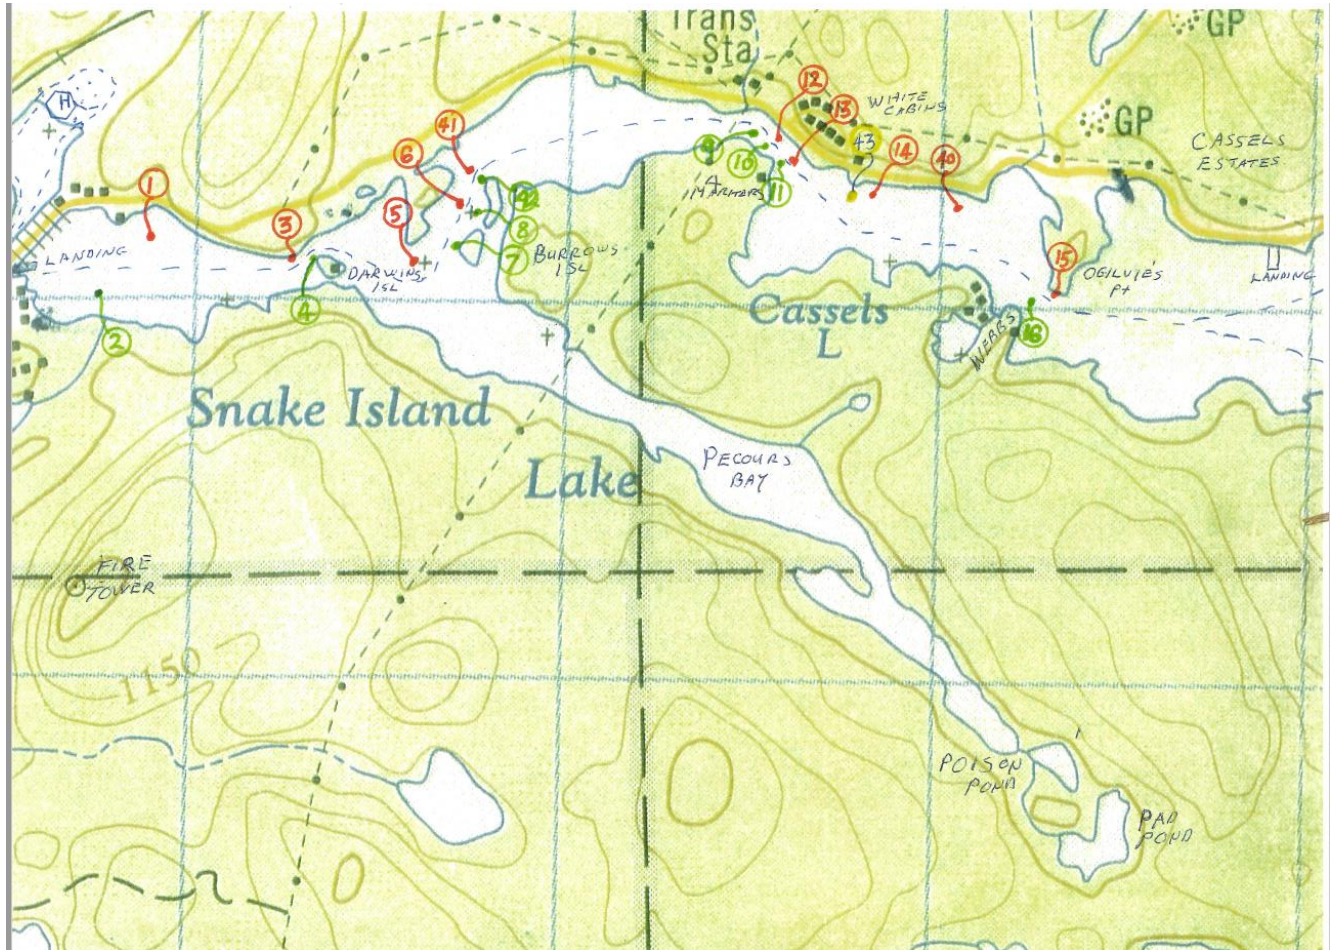 Trans
Sta
GP
H
12
WHITE
CABINS
13
GP
41
43
CASSELS
ESTATES
6
9
10
14
40
1
11
42
5
8
3
7
BURROWS
ISL
15
LANDING
DARWINS
ISL
OGILVIE'S
Pt
LANDING
4
Cassels
L
16
WEBBS
2
Snake Island
Lake
PECOURS
BAY
FIRE
TOWER
1150
POISON
POND
PAD
POND